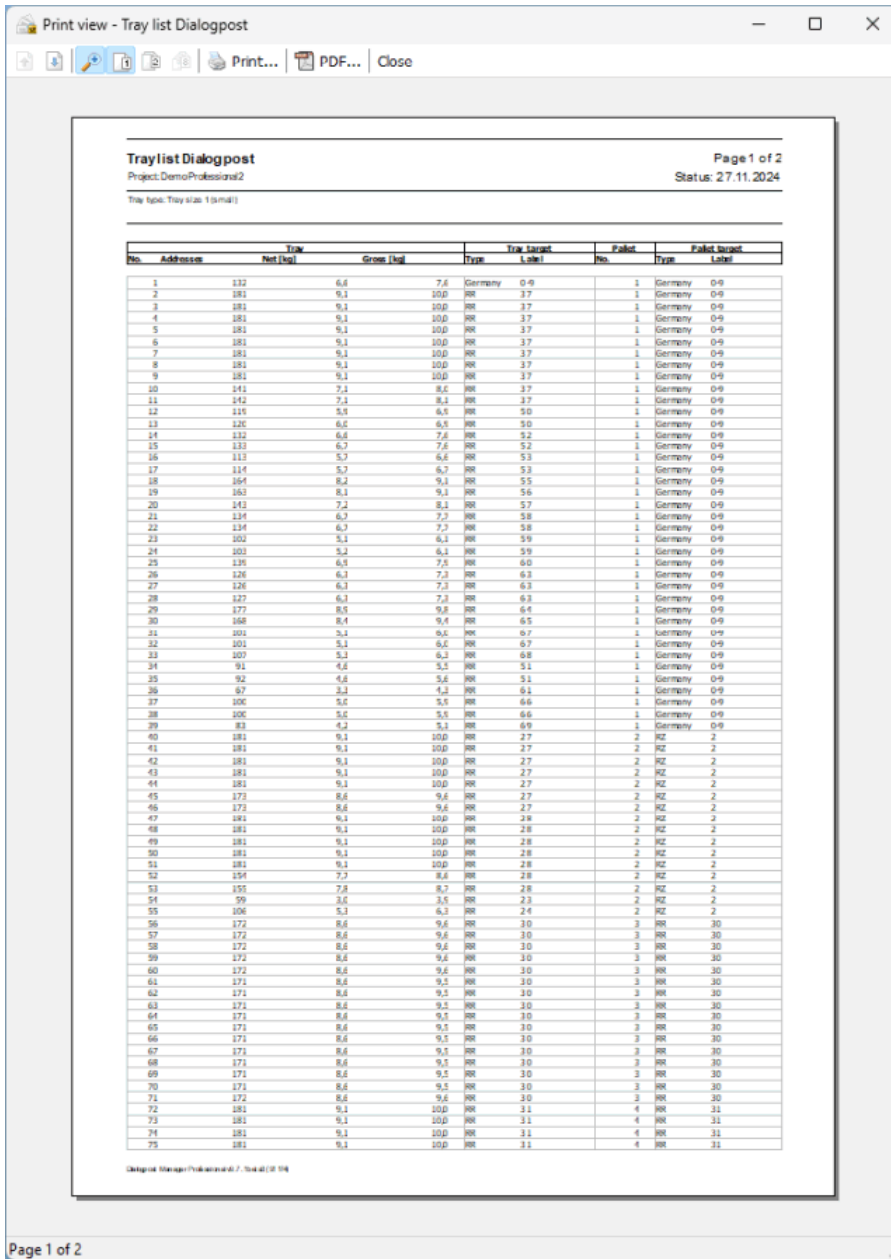 Print view - Tray list Dialogpost
Print... PDF... Close
Tray list Dialogpost Page 1 of 2
Project: DemoProfessional2 Status: 27.11.2024
Tray type: Tray size 1 (small)
Tray Tray target Pallet Pallet target
No. Addresses Net [kg] Gross [kg] Type Label No. Type Label
1 132 6,6 7,6 Germany 0-9 1 Germany 0-9
2 181 9,1 10,0 RR 37 1 Germany 0-9
3 181 9,1 10,0 RR 37 1 Germany 0-9
4 181 9,1 10,0 RR 37 1 Germany 0-9
5 181 9,1 10,0 RR 37 1 Germany 0-9
6 181 9,1 10,0 RR 37 1 Germany 0-9
7 181 9,1 10,0 RR 37 1 Germany 0-9
8 181 9,1 10,0 RR 37 1 Germany 0-9
9 181 9,1 10,0 RR 37 1 Germany 0-9
10 141 7,1 8,0 RR 37 1 Germany 0-9
11 142 7,1 8,1 RR 37 1 Germany 0-9
12 119 5,9 6,9 RR 50 1 Germany 0-9
13 120 6,0 6,9 RR 50 1 Germany 0-9
14 132 6,6 7,6 RR 52 1 Germany 0-9
15 133 6,7 7,6 RR 52 1 Germany 0-9
16 113 5,7 6,6 RR 53 1 Germany 0-9
17 114 5,7 6,7 RR 53 1 Germany 0-9
18 164 8,2 9,1 RR 55 1 Germany 0-9
19 163 8,1 9,1 RR 56 1 Germany 0-9
20 143 7,2 8,1 RR 57 1 Germany 0-9
21 134 6,7 7,7 RR 58 1 Germany 0-9
22 134 6,7 7,7 RR 58 1 Germany 0-9
23 102 5,1 6,1 RR 59 1 Germany 0-9
24 103 5,2 6,1 RR 59 1 Germany 0-9
25 139 6,9 7,9 RR 60 1 Germany 0-9
26 126 6,3 7,3 RR 63 1 Germany 0-9
27 126 6,3 7,3 RR 63 1 Germany 0-9
28 127 6,3 7,3 RR 63 1 Germany 0-9
29 177 8,9 9,8 RR 64 1 Germany 0-9
30 168 8,4 9,4 RR 65 1 Germany 0-9
31 101 5,1 6,0 RR 67 1 Germany 0-9
32 101 5,1 6,0 RR 67 1 Germany 0-9
33 107 5,3 6,3 RR 68 1 Germany 0-9
34 91 4,6 5,5 RR 51 1 Germany 0-9
35 92 4,6 5,6 RR 51 1 Germany 0-9
36 67 3,3 4,3 RR 61 1 Germany 0-9
37 100 5,0 5,9 RR 66 1 Germany 0-9
38 100 5,0 5,9 RR 66 1 Germany 0-9
39 83 4,2 5,1 RR 69 1 Germany 0-9
40 181 9,1 10,0 RR 27 2 RZ 2
41 181 9,1 10,0 RR 27 2 RZ 2
42 181 9,1 10,0 RR 27 2 RZ 2
43 181 9,1 10,0 RR 27 2 RZ 2
44 181 9,1 10,0 RR 27 2 RZ 2
45 173 8,6 9,6 RR 27 2 RZ 2
46 173 8,6 9,6 RR 27 2 RZ 2
47 181 9,1 10,0 RR 28 2 RZ 2
48 181 9,1 10,0 RR 28 2 RZ 2
49 181 9,1 10,0 RR 28 2 RZ 2
50 181 9,1 10,0 RR 28 2 RZ 2
51 181 9,1 10,0 RR 28 2 RZ 2
52 154 7,7 8,6 RR 28 2 RZ 2
53 155 7,8 8,7 RR 28 2 RZ 2
54 59 3,0 3,9 RR 23 2 RZ 2
55 106 5,3 6,3 RR 24 2 RZ 2
56 172 8,6 9,6 RR 30 3 RR 30
57 172 8,6 9,6 RR 30 3 RR 30
58 172 8,6 9,6 RR 30 3 RR 30
59 172 8,6 9,6 RR 30 3 RR 30
60 172 8,6 9,6 RR 30 3 RR 30
61 171 8,6 9,5 RR 30 3 RR 30
62 171 8,6 9,5 RR 30 3 RR 30
63 171 8,6 9,5 RR 30 3 RR 30
64 171 8,6 9,5 RR 30 3 RR 30
65 171 8,6 9,5 RR 30 3 RR 30
66 171 8,6 9,5 RR 30 3 RR 30
67 171 8,6 9,5 RR 30 3 RR 30
68 171 8,6 9,5 RR 30 3 RR 30
69 171 8,6 9,5 RR 30 3 RR 30
70 171 8,6 9,5 RR 30 3 RR 30
71 172 8,6 9,6 RR 30 3 RR 30
72 181 9,1 10,0 RR 31 4 RR 31
73 181 9,1 10,0 RR 31 4 RR 31
74 181 9,1 10,0 RR 31 4 RR 31
75 181 9,1 10,0 RR 31 4 RR 31
Manager Professional
Page 1 of 2